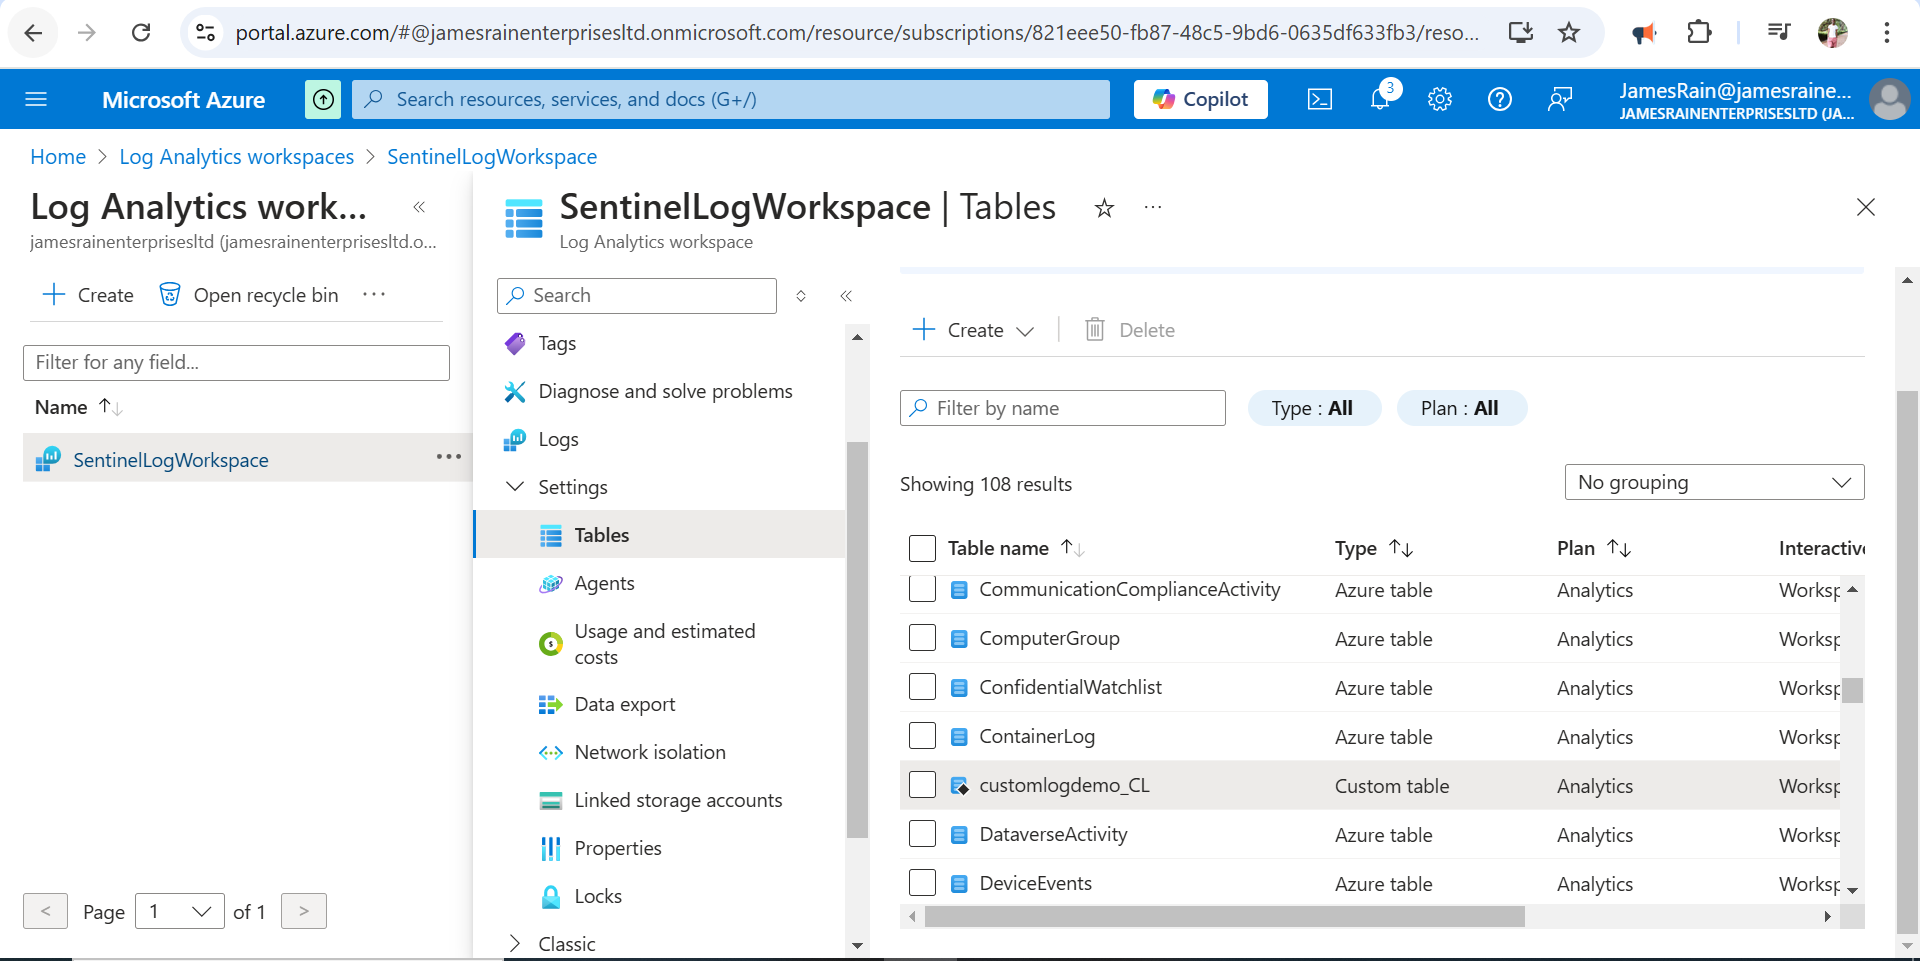 portal.azure.com/#@jamesrainenterprisesltd.onmicrosoft.com/resource/subscriptions/821eee50-fb87-48c5-9bd6-0635df633fb3/reso...
Microsoft Azure
Search resources, services, and docs (G+/)
Copilot
3
JamesRain@jamesraine...
JAMESRAINENTERPRISESLTD (JA...
Home > Log Analytics workspaces > SentinelLogWorkspace
Log Analytics work...
jamesrainenterprisesltd (jamesrainenterprisesltd.o...
Create
Open recycle bin
Filter for any field...
Name
SentinelLogWorkspace
< Page 1 of 1 >
SentinelLogWorkspace | Tables
Log Analytics workspace
Search
Tags
Diagnose and solve problems
Logs
Settings
Tables
Agents
Usage and estimated
costs
Data export
Network isolation
Linked storage accounts
Properties
Locks
Classic
Create
Delete
Filter by name
Type : All
Plan : All
Showing 108 results
No grouping
Table name Type Plan Interactive
CommunicationComplianceActivity Azure table Analytics Worksp
ComputerGroup Azure table Analytics Worksp
ConfidentialWatchlist Azure table Analytics Worksp
ContainerLog Azure table Analytics Worksp
customlogdemo_CL Custom table Analytics Worksp
DataverseActivity Azure table Analytics Worksp
DeviceEvents Azure table Analytics Worksp